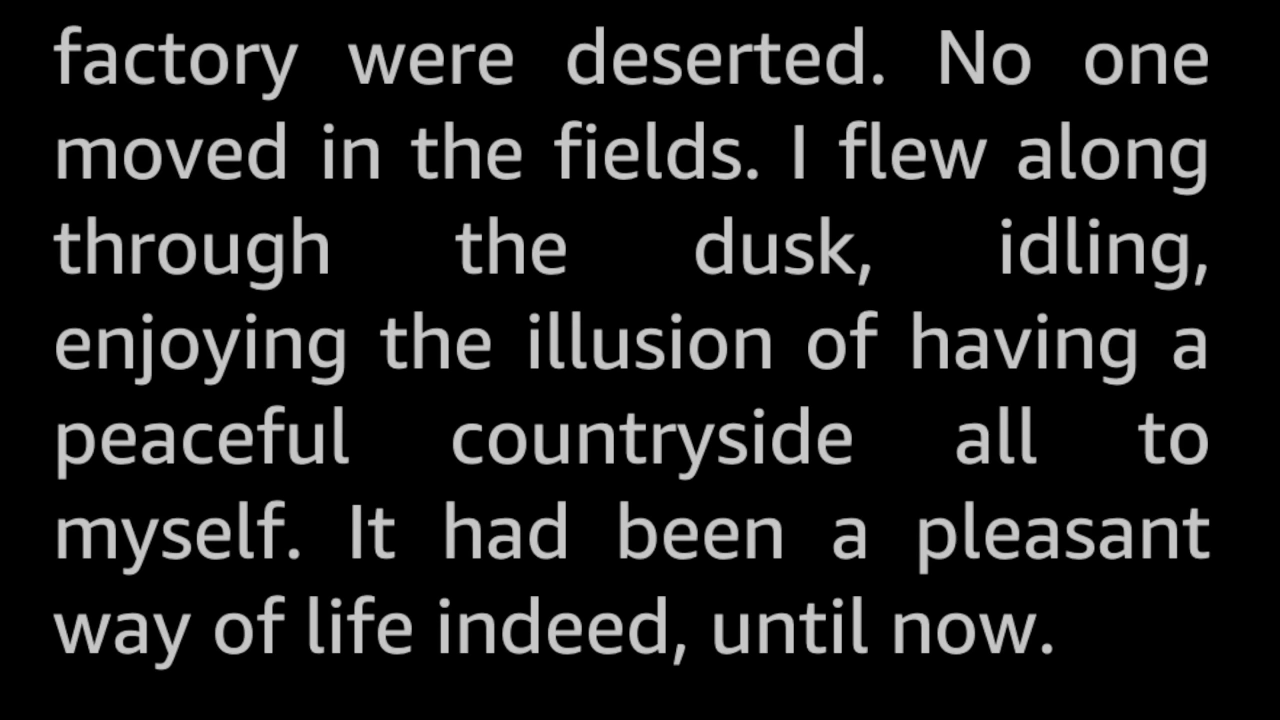 factory were deserted. No one
moved in the fields. I flew along
through the dusk, idling,
enjoying the illusion of having a
peaceful countryside all to
myself. It had been a pleasant
way of life indeed, until now.